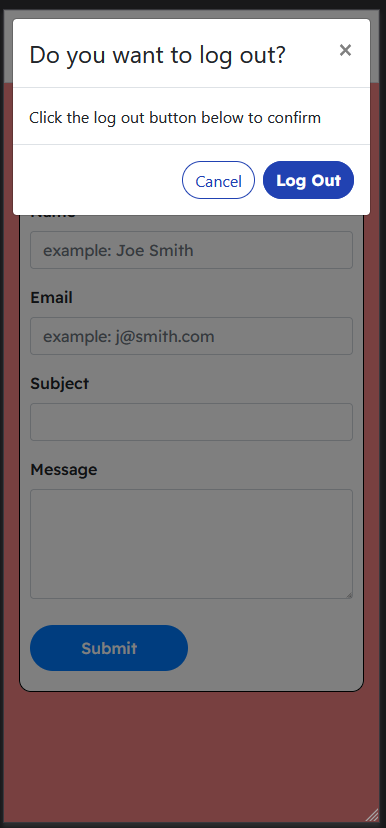 Do you want to log out?
×
Click the log out button below to confirm
Cancel
Log Out
Name
example: Joe Smith
Email
example: j@smith.com
Subject
Message
Submit